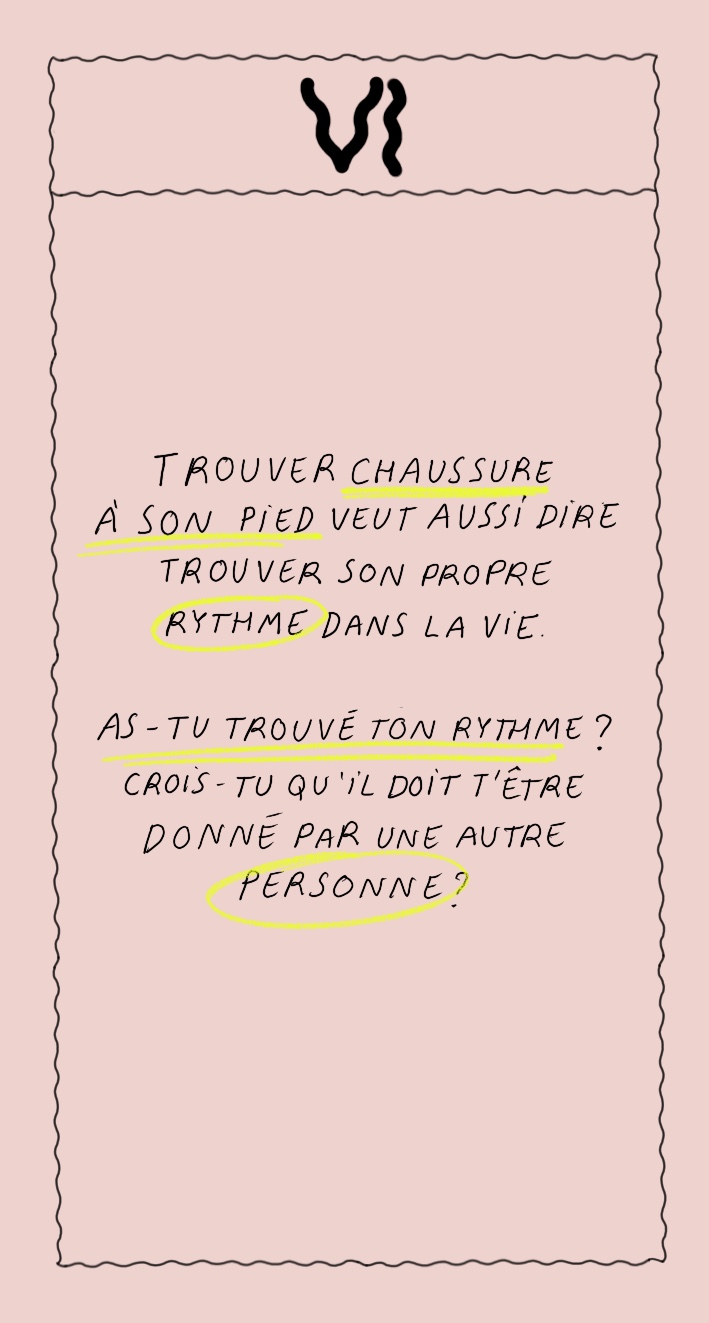 VI
TROUVER CHAUSSURE
À SON PIED VEUT AUSSI DIRE
TROUVER SON PROPRE
RYTHME DANS LA VIE.
AS-TU TROUVÉ TON RYTHME ?
CROIS-TU QU'IL DOIT T'ÊTRE
DONNÉ PAR UNE AUTRE
PERSONNE ?